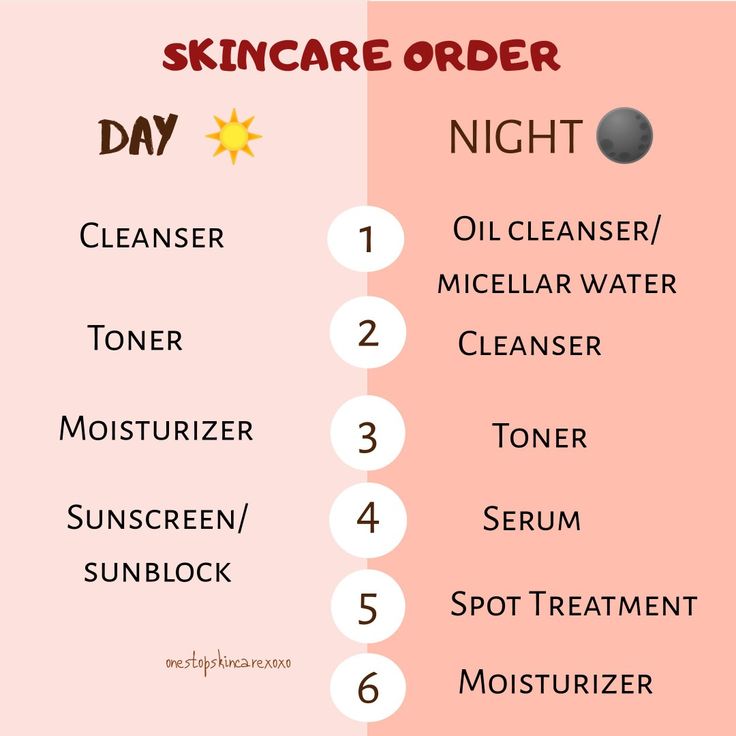 SKINCARE ORDER
DAY
NIGHT
CLEANSER
1
OIL CLEANSER/
MICELLAR WATER
TONER
2
CLEANSER
MOISTURIZER
3
TONER
SUNSCREEN/
SUNBLOCK
4
SERUM
5
SPOT TREATMENT
onestopskincarexoxo
6
MOISTURIZER